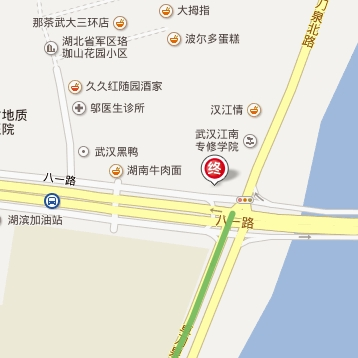 大拇指
那茶武大三环店
波尔多蛋糕
湖北省军区珞
珈山花园小区
刀泉北路
久久红随园酒家
邬医生诊所
汉江情
地质
院
武汉江南
专修学院
武汉黑鸭
湖南牛肉面
终
八一路
湖滨加油站
八一路